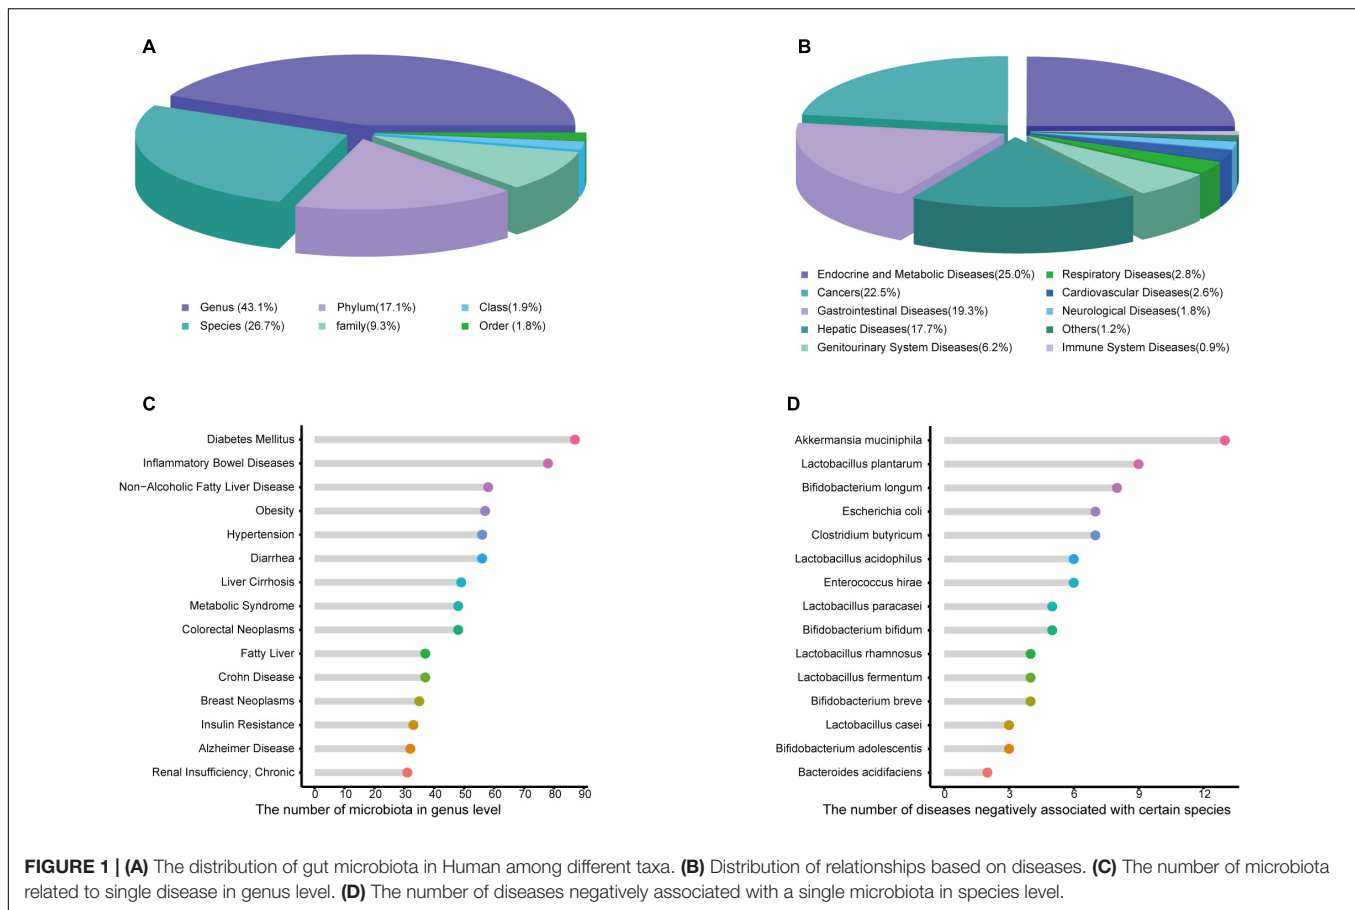 A
Genus (43.1%)
Phylum(17.1%)
Class(1.9%)
Species (26.7%)
family(9.3%)
Order (1.8%)
B
Endocrine and Metabolic Diseases(25.0%)
Respiratory Diseases(2.8%)
Cancers(22.5%)
Cardiovascular Diseases(2.6%)
Gastrointestinal Diseases(19.3%)
Neurological Diseases(1.8%)
Hepatic Diseases(17.7%)
Others(1.2%)
Genitourinary System Diseases(6.2%)
Immune System Diseases(0.9%)
C
Diabetes Mellitus
Inflammatory Bowel Diseases
Non−Alcoholic Fatty Liver Disease
Obesity
Hypertension
Diarrhea
Liver Cirrhosis
Metabolic Syndrome
Colorectal Neoplasms
Fatty Liver
Crohn Disease
Breast Neoplasms
Insulin Resistance
Alzheimer Disease
Renal Insufficiency, Chronic
0 10 20 30 40 50 60 70 80 90
The number of microbiota in genus level
D
Akkermansia muciniphila
Lactobacillus plantarum
Bifidobacterium longum
Escherichia coli
Clostridium butyricum
Lactobacillus acidophilus
Enterococcus hirae
Lactobacillus paracasei
Bifidobacterium bifidum
Lactobacillus rhamnosus
Lactobacillus fermentum
Bifidobacterium breve
Lactobacillus casei
Bifidobacterium adolescentis
Bacteroides acidifaciens
0 3 6 9 12
The number of diseases negatively associated with certain species
FIGURE 1 | (A) The distribution of gut microbiota in Human among different taxa. (B) Distribution of relationships based on diseases. (C) The number of microbiota
related to single disease in genus level. (D) The number of diseases negatively associated with a single microbiota in species level.